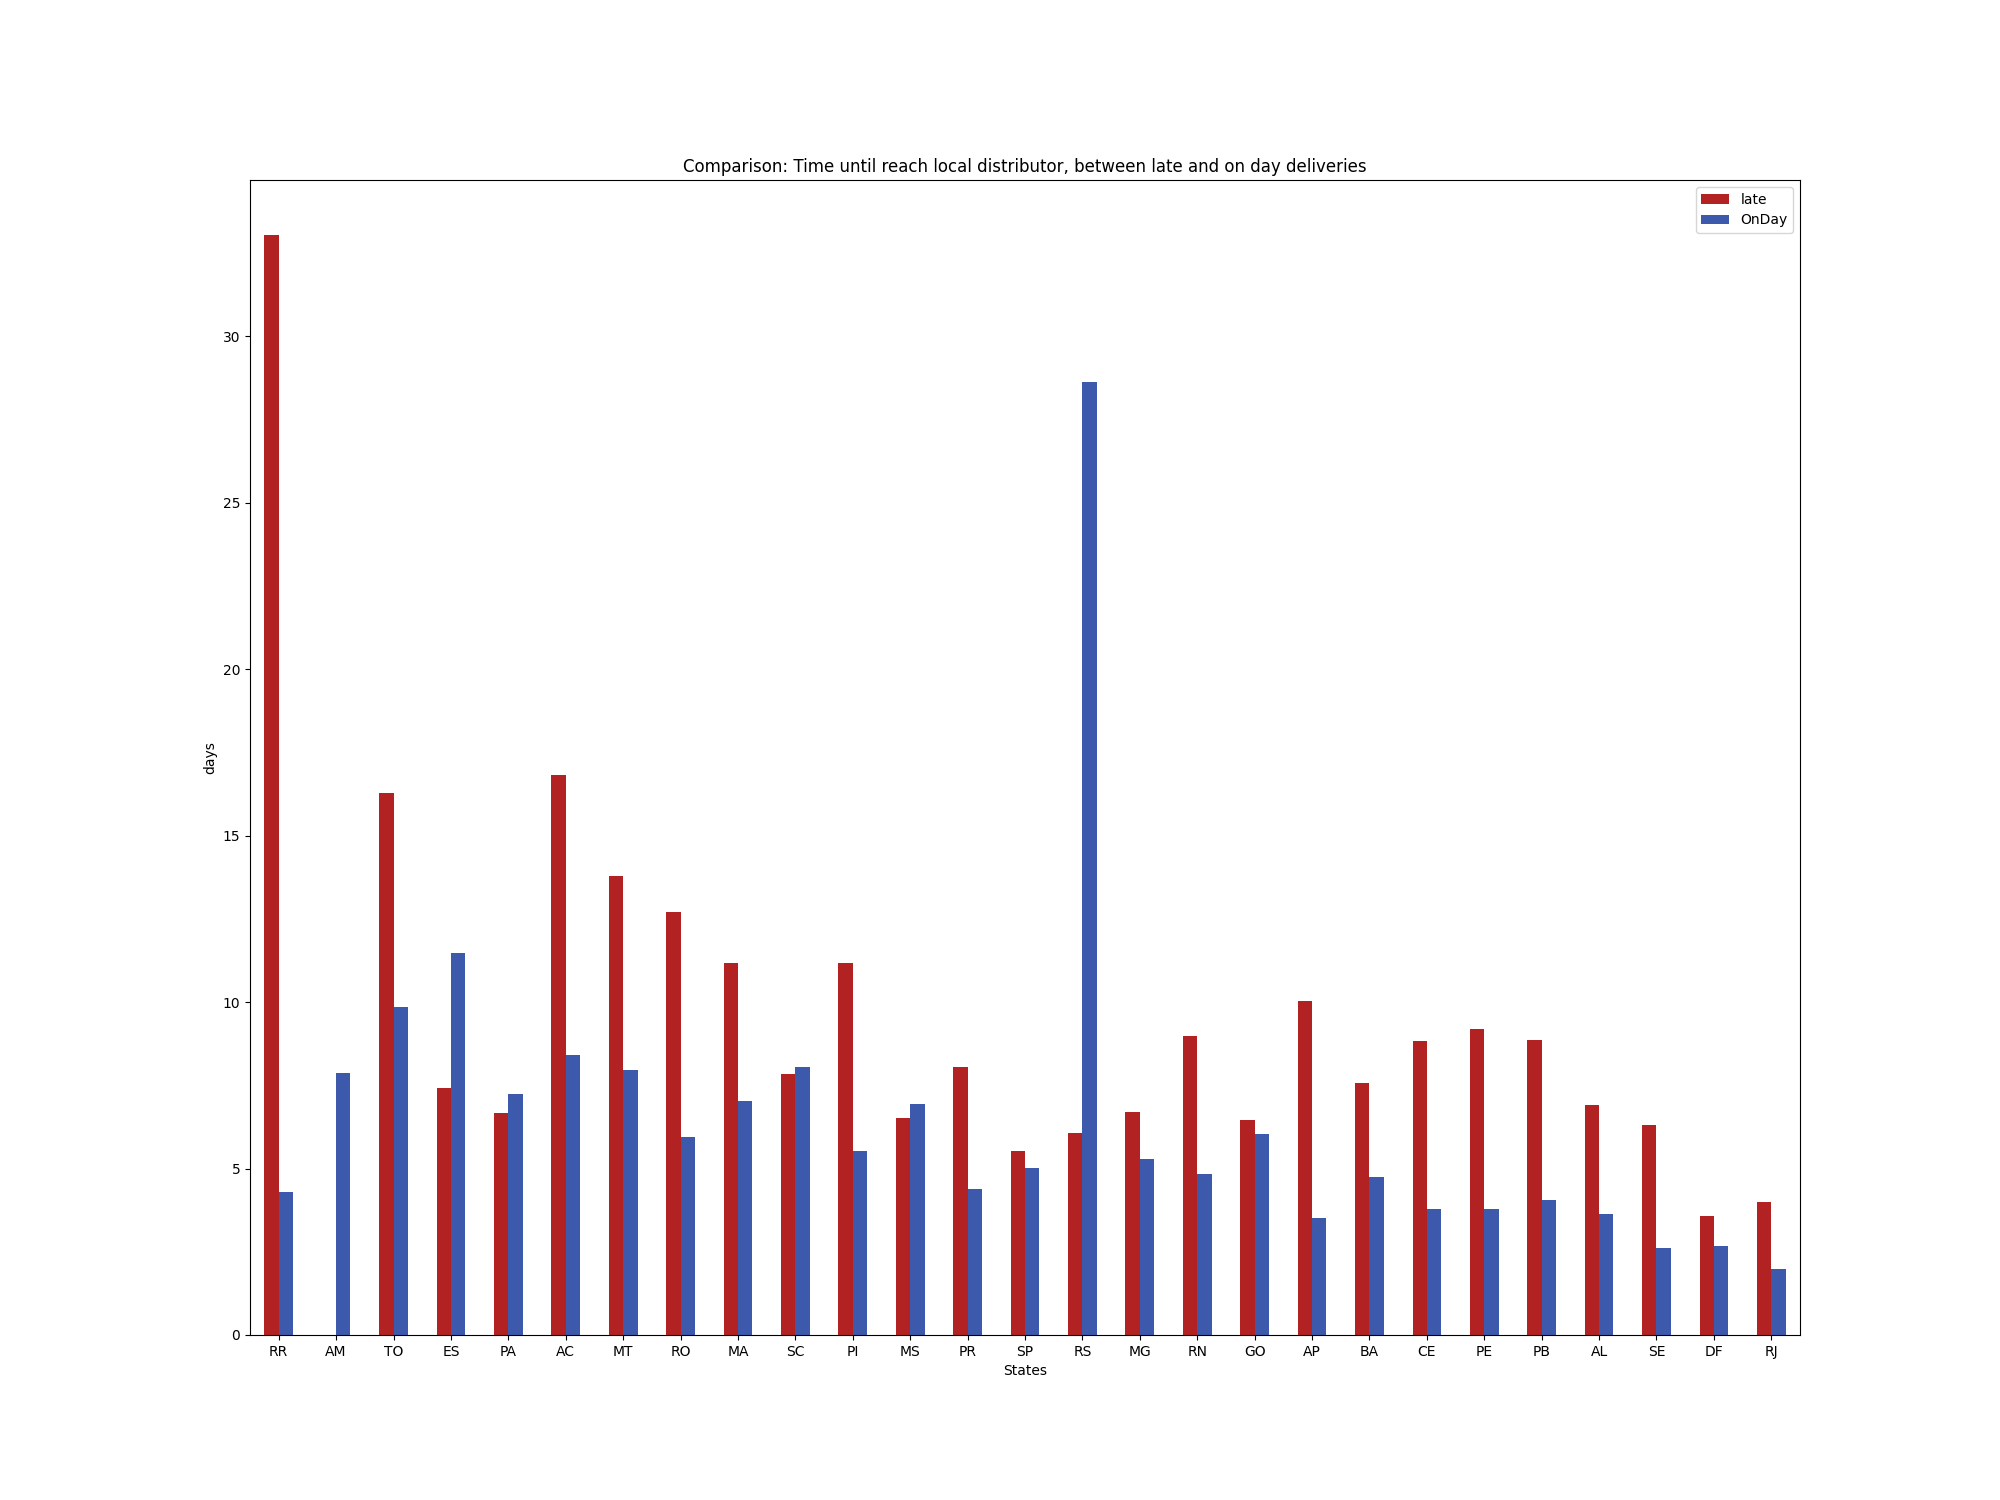 Comparison: Time until reach local distributor, between late and on day deliveries
late
OnDay
30
25
20
15
10
5
0
days
RR AM TO ES PA AC MT RO MA SC PI MS PR SP RS MG RN GO AP BA CE PE PB AL SE DF RJ
States